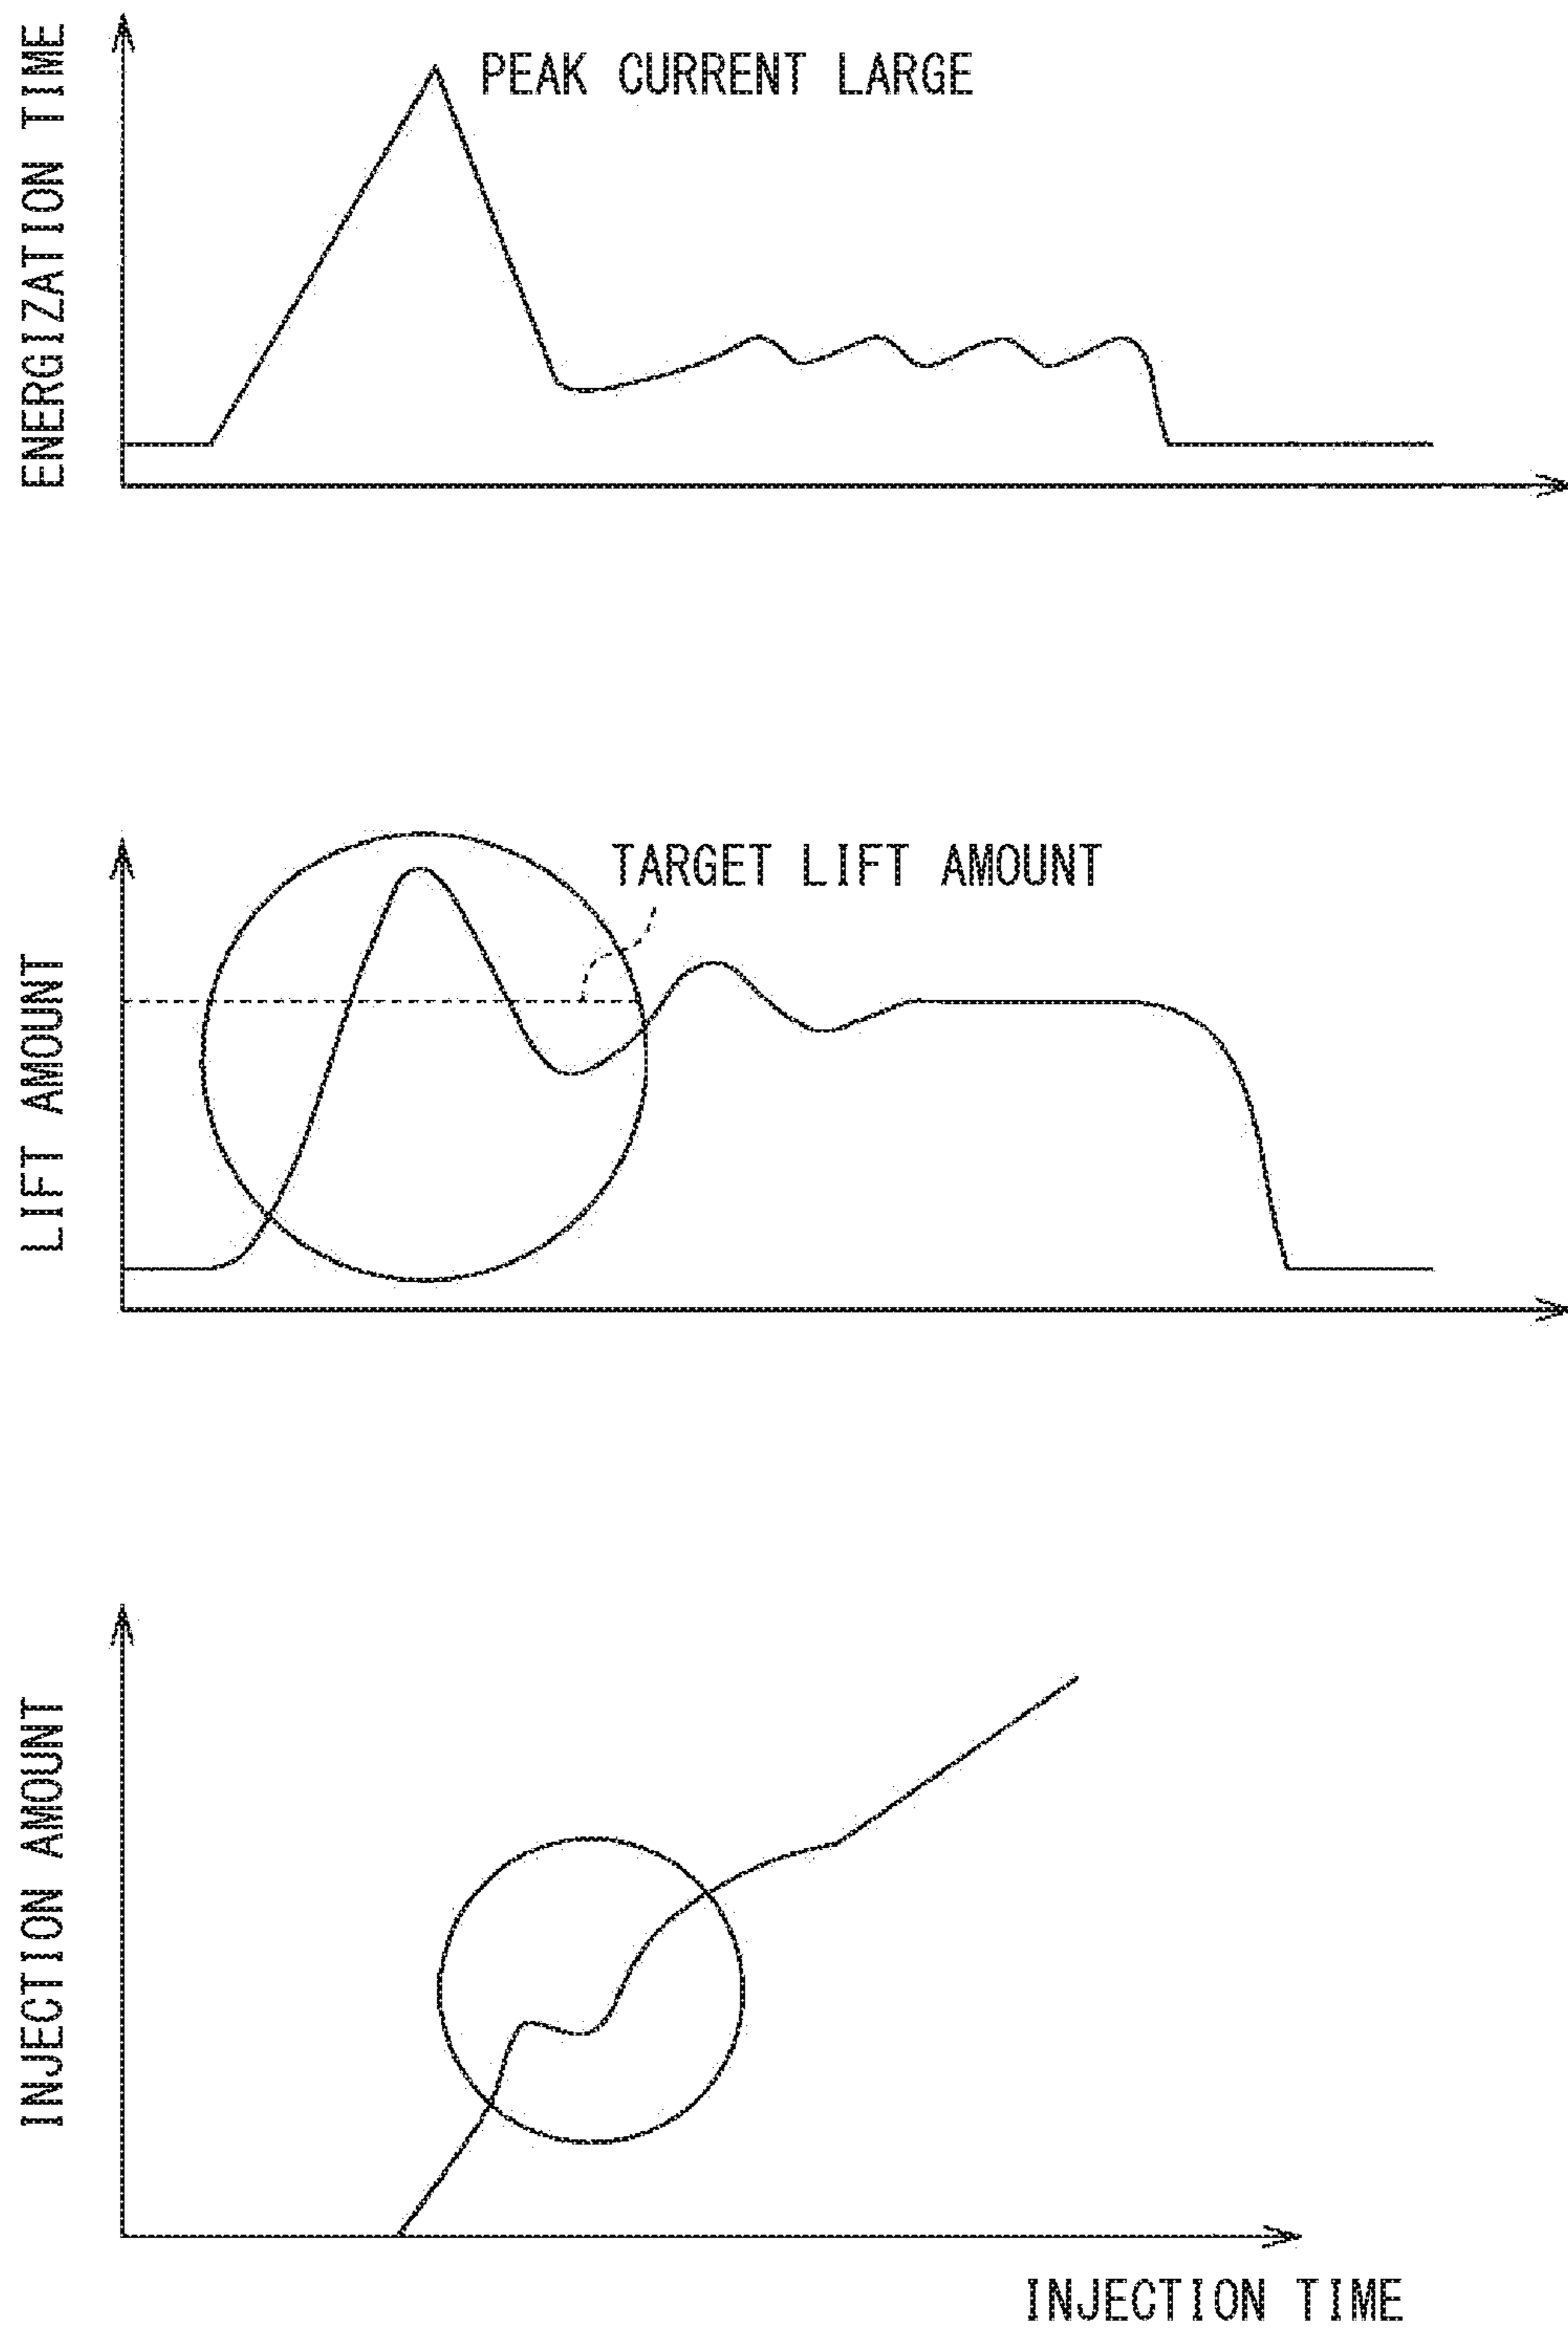 ENERGIZATION TIME
PEAK CURRENT LARGE
LIFT AMOUNT
TARGET LIFT AMOUNT
INJECTION AMOUNT
INJECTION TIME